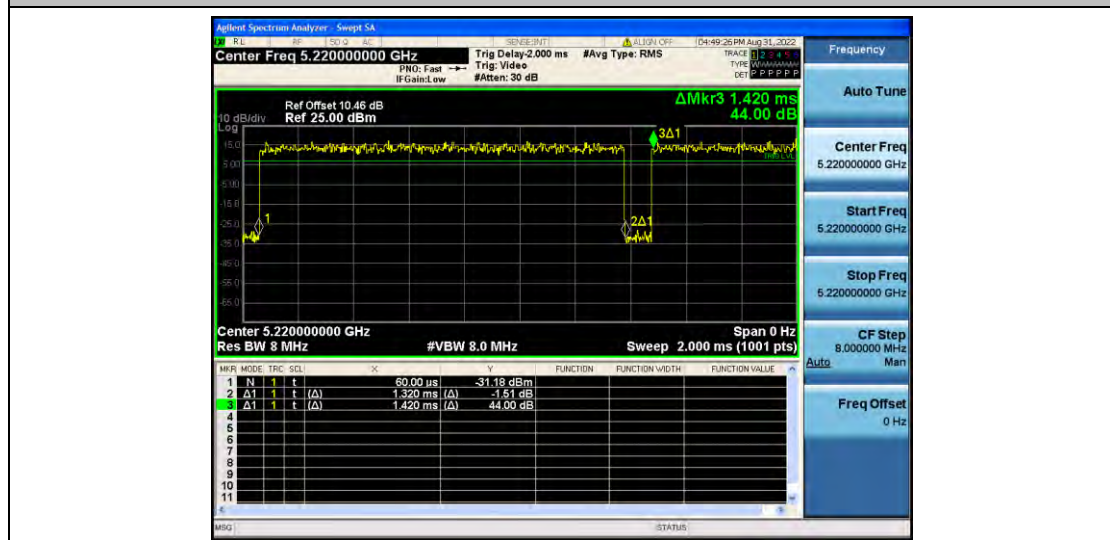 Agilent Spectrum Analyzer - Swept SA
RL RF 50 Ω AC SENSE:INT ALIGN OFF 04:49:26 PM Aug 31, 2022
Center Freq 5.220000000 GHz
PNO: Fast
IFGain:Low
Trig Delay-2.000 ms
Trig: Video
#Atten: 30 dB
#Avg Type: RMS
TRACE 1 2 3 4 5 6
TYPE
DET P P P P P P
ΔMkr3 1.420 ms
44.00 dB
Ref Offset 10.46 dB
10 dB/div Ref 25.00 dBm
Log
15.0
5.00
-5.00
-15.0
-25.0
-35.0
-45.0
-55.0
-65.0
3Δ1
TRIG LVL
1
2Δ1
Center 5.220000000 GHz
Span 0 Hz
Res BW 8 MHz
#VBW 8.0 MHz
Sweep 2.000 ms (1001 pts)
MKR MODE TRC SCL X Y FUNCTION FUNCTION WIDTH FUNCTION VALUE
1 N 1 t 60.00 µs -31.18 dBm
2 Δ1 1 t (Δ) 1.320 ms (Δ) -1.51 dB
3 Δ1 1 t (Δ) 1.420 ms (Δ) 44.00 dB
4
5
6
7
8
9
10
11
MSG
STATUS
Frequency
Auto Tune
Center Freq
5.220000000 GHz
Start Freq
5.220000000 GHz
Stop Freq
5.220000000 GHz
CF Step
8.000000 MHz
Auto Man
Freq Offset
0 Hz